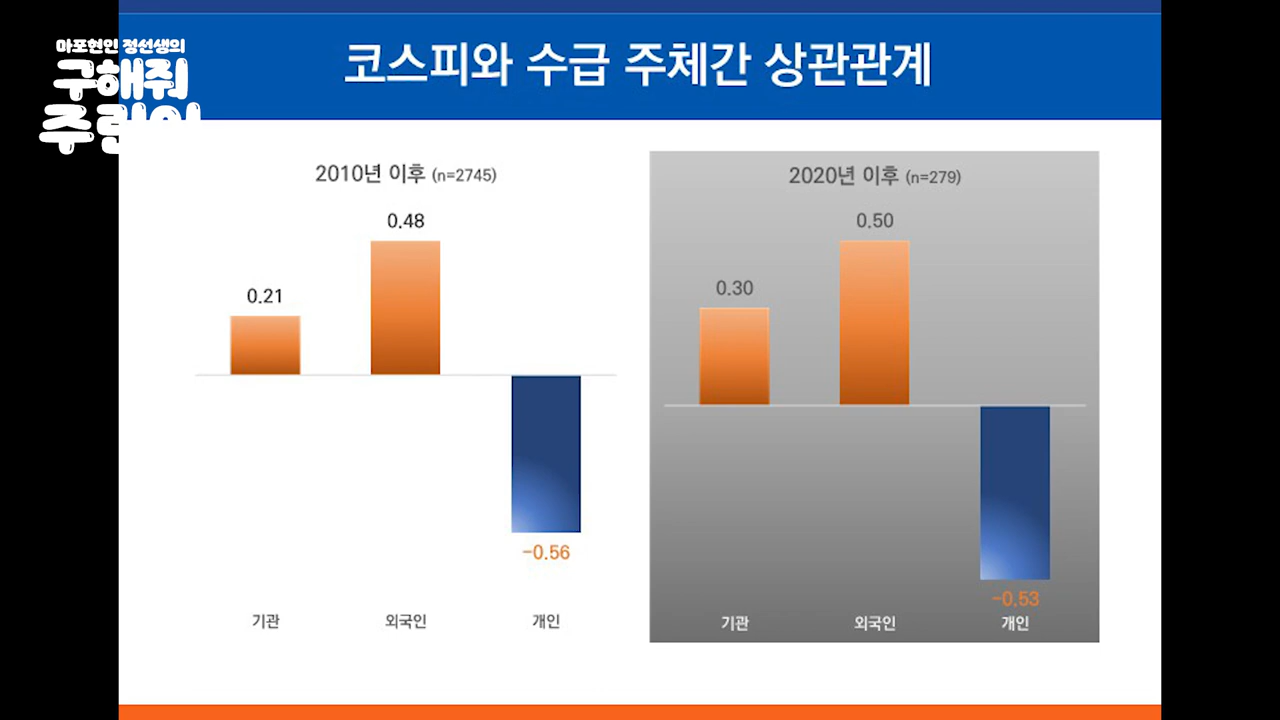 마포현인 정선생의
구해줘
주린이
코스피와 수급 주체간 상관관계
2010년 이후 (n=2745)
0.21
0.48
-0.56
기관
외국인
개인
2020년 이후 (n=279)
0.30
0.50
-0.53
기관
외국인
개인